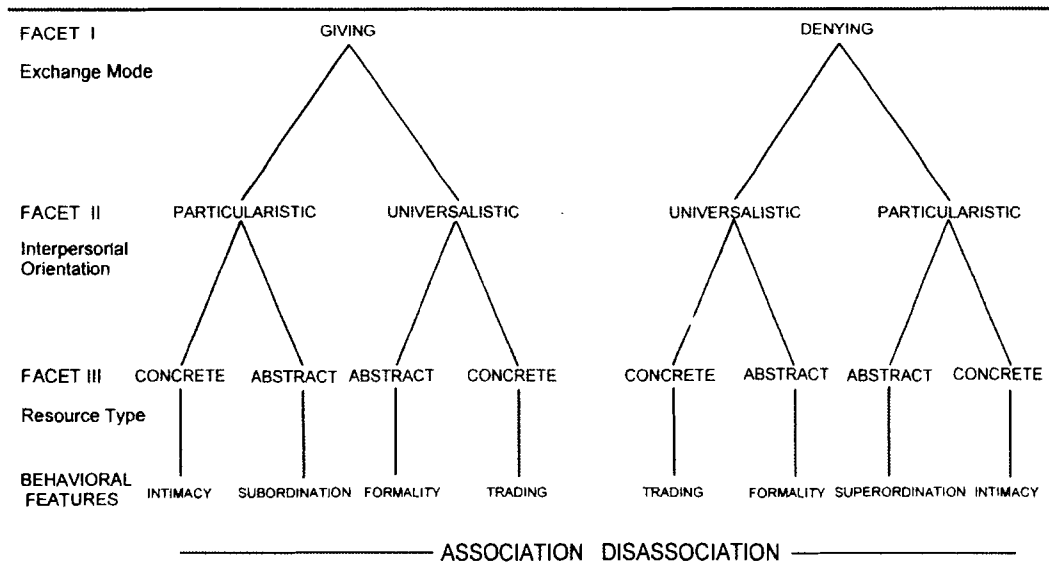 FACET I GIVING DENYING
Exchange Mode
FACET II PARTICULARISTIC UNIVERSALISTIC UNIVERSALISTIC PARTICULARISTIC
Interpersonal
Orientation
FACET III CONCRETE ABSTRACT ABSTRACT CONCRETE CONCRETE ABSTRACT ABSTRACT CONCRETE
Resource Type
BEHAVIORAL
FEATURES INTIMACY SUBORDINATION FORMALITY TRADING TRADING FORMALITY SUPERORDINATION INTIMACY
ASSOCIATION DISASSOCIATION